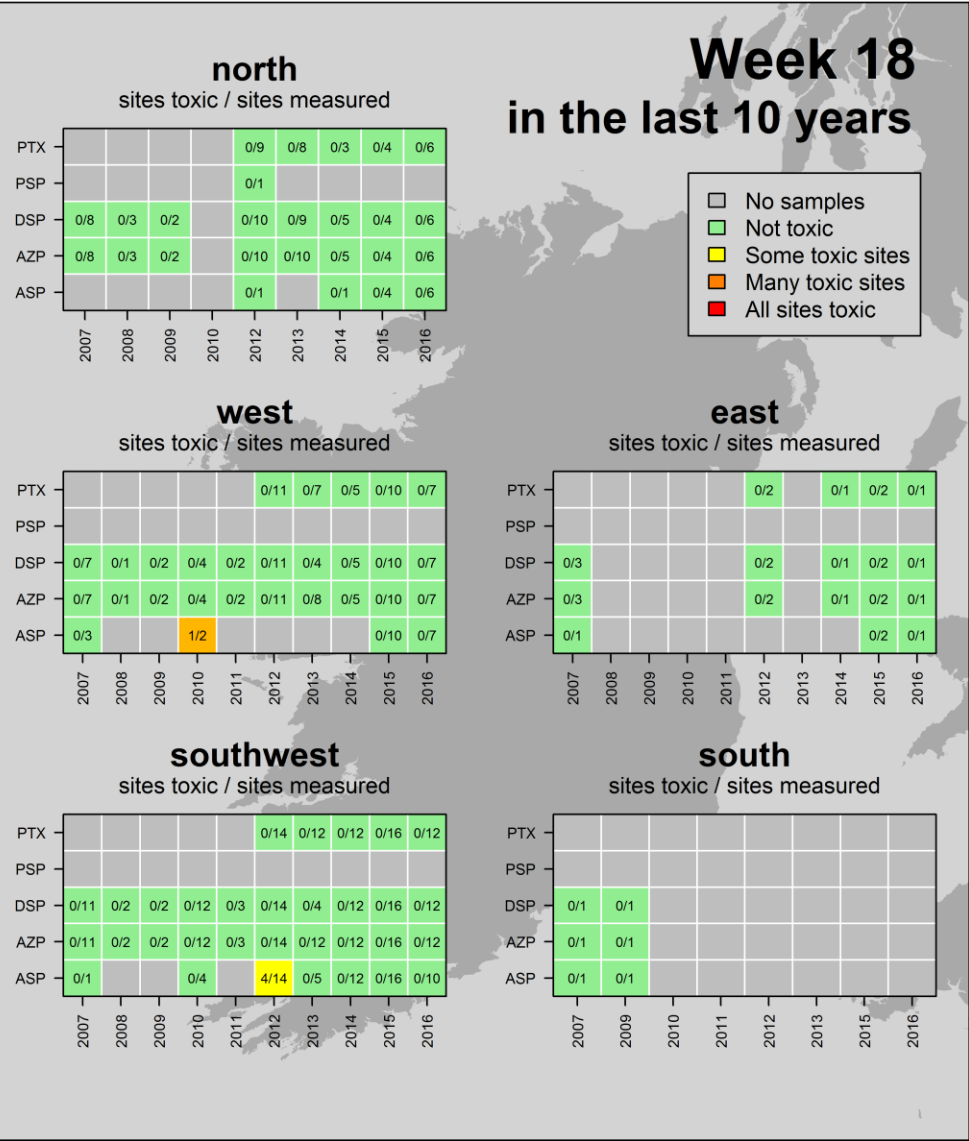 Week 18
in the last 10 years
No samples
Not toxic
Some toxic sites
Many toxic sites
All sites toxic
north
sites toxic / sites measured
PTX 0/9 0/8 0/3 0/4 0/6
PSP 0/1
DSP 0/8 0/3 0/2 0/10 0/9 0/5 0/4 0/6
AZP 0/8 0/3 0/2 0/10 0/10 0/5 0/4 0/6
ASP 0/1 0/1 0/4 0/6
2007 2008 2009 2010 2012 2013 2014 2015 2016
west
sites toxic / sites measured
PTX 0/11 0/7 0/5 0/10 0/7
PSP
DSP 0/7 0/1 0/2 0/4 0/2 0/11 0/4 0/5 0/10 0/7
AZP 0/7 0/1 0/2 0/4 0/2 0/11 0/8 0/5 0/10 0/7
ASP 0/3 1/2 0/10 0/7
2007 2008 2009 2010 2011 2012 2013 2014 2015 2016
east
sites toxic / sites measured
PTX 0/2 0/1 0/2 0/1
PSP
DSP 0/3 0/2 0/1 0/2 0/1
AZP 0/3 0/2 0/1 0/2 0/1
ASP 0/1 0/2 0/1
2007 2008 2009 2010 2011 2012 2013 2014 2015 2016
southwest
sites toxic / sites measured
PTX 0/14 0/12 0/12 0/16 0/12
PSP
DSP 0/11 0/2 0/2 0/12 0/3 0/14 0/4 0/12 0/16 0/12
AZP 0/11 0/2 0/2 0/12 0/3 0/14 0/12 0/12 0/16 0/12
ASP 0/1 0/4 4/14 0/5 0/12 0/16 0/10
2007 2008 2009 2010 2011 2012 2013 2014 2015 2016
south
sites toxic / sites measured
PTX
PSP
DSP 0/1 0/1
AZP 0/1 0/1
ASP 0/1 0/1
2007 2009 2010 2011 2012 2013 2015 2016